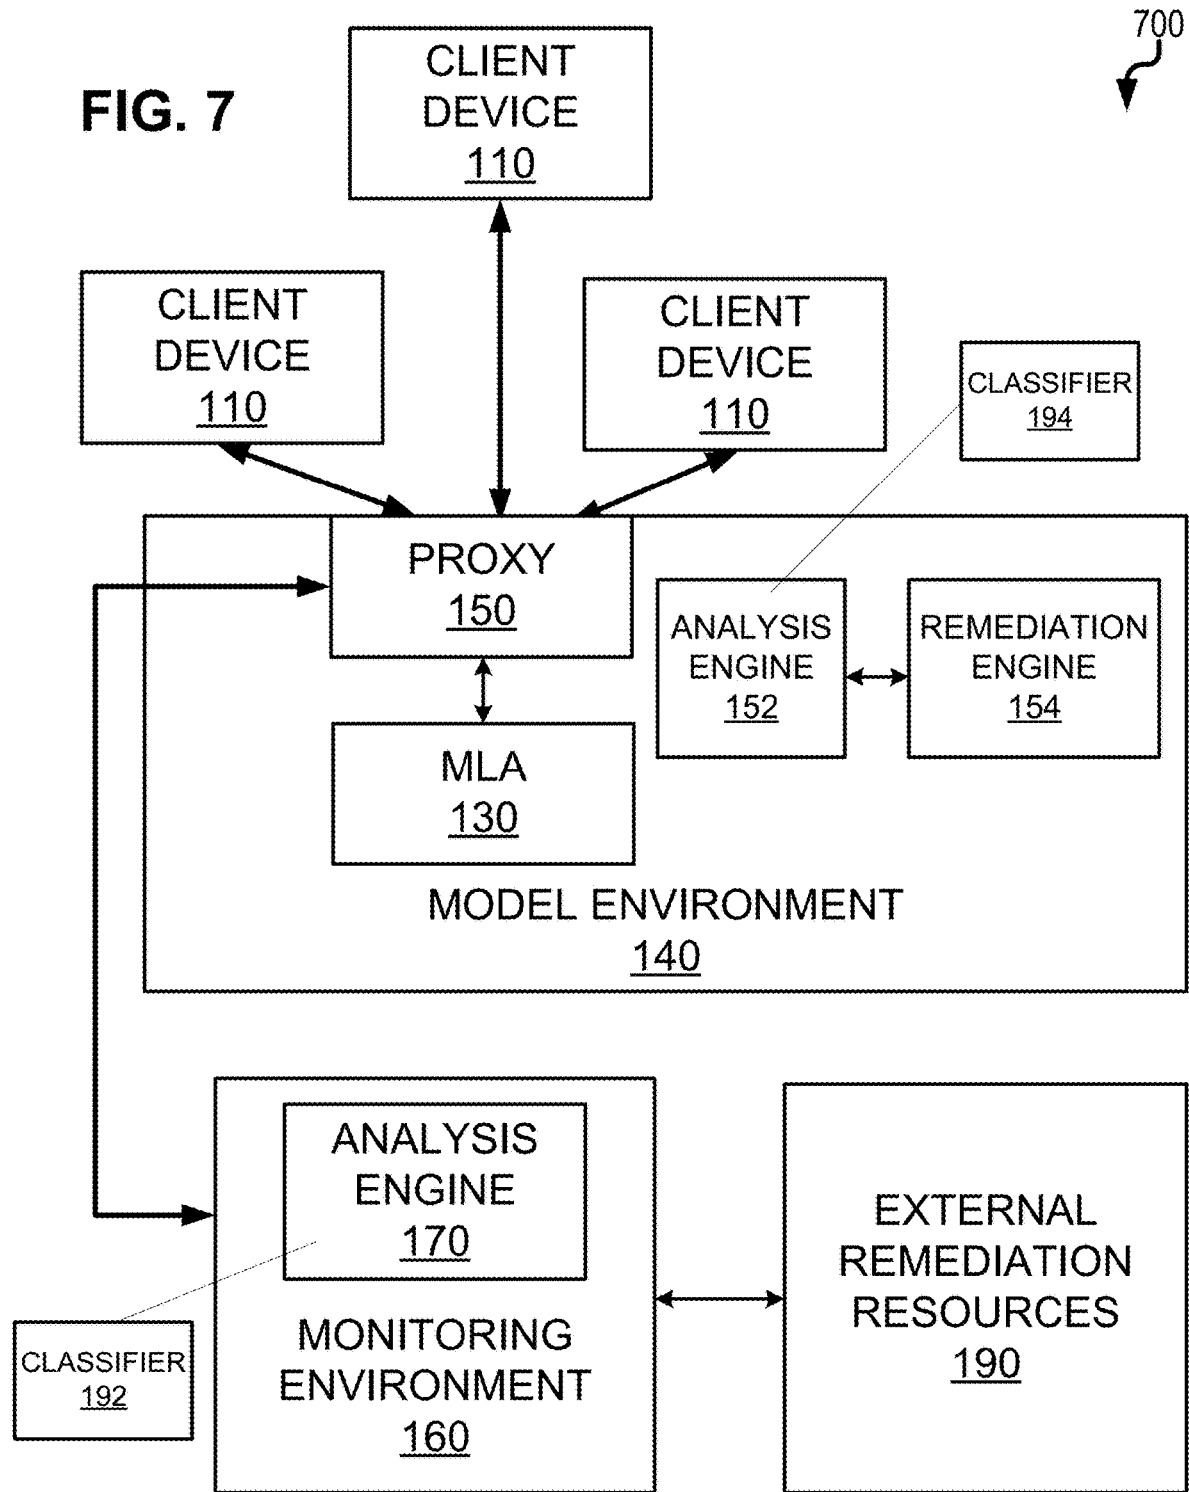 700
FIG. 7
CLIENT
DEVICE
110
CLIENT
DEVICE
110
CLIENT
DEVICE
110
CLASSIFIER
194
PROXY
150
ANALYSIS
ENGINE
152
REMEDIATION
ENGINE
154
MLA
130
MODEL ENVIRONMENT
140
ANALYSIS
ENGINE
170
MONITORING
ENVIRONMENT
160
CLASSIFIER
192
EXTERNAL
REMEDIATION
RESOURCES
190